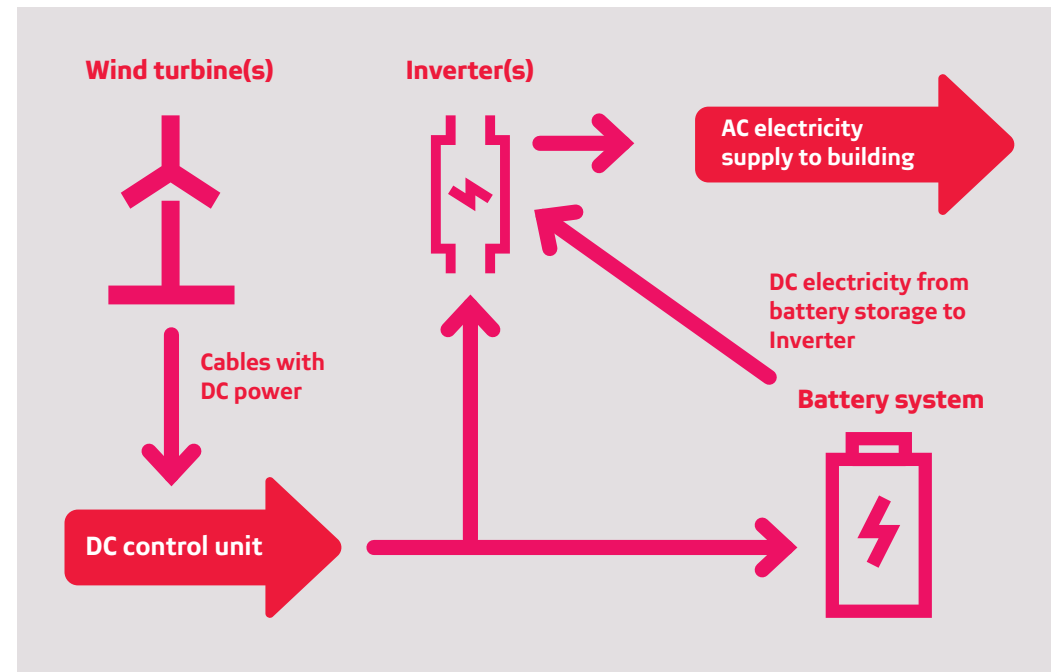 Wind turbine(s)
Inverter(s)
AC electricity
supply to building
Cables with
DC power
DC electricity from
battery storage to
Inverter
Battery system
DC control unit